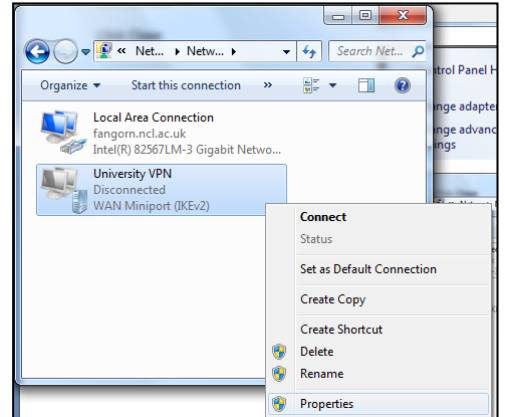 « Net... Netw... Search Net...
Organize Start this connection »
Local Area Connection
fangorn.ncl.ac.uk
Intel(R) 82567LM-3 Gigabit Netwo...
University VPN
Disconnected
WAN Miniport (IKEv2)
Connect
Status
Set as Default Connection
Create Copy
Create Shortcut
Delete
Rename
Properties
ntrol Panel H
nge adapte
nge advanc
ings